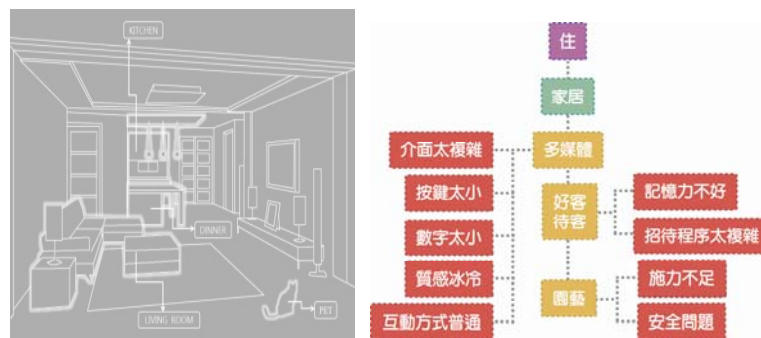 KITCHEN
DINNER
LIVING ROOM
PET
住
家居
多媒體
介面太複雜
按鍵太小
數字太小
質感冰冷
互動方式普通
好客
待客
記憶力不好
招待程序太複雜
園藝
施力不足
安全問題